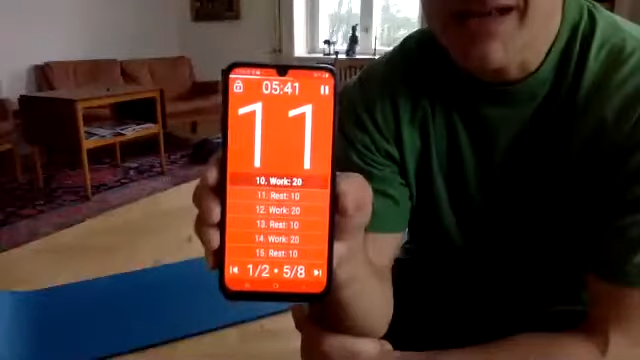 05:41
11
10. Work: 20
11. Rest: 10
12. Work: 20
13. Rest: 10
14. Work: 20
15. Rest: 10
1/2 • 5/8